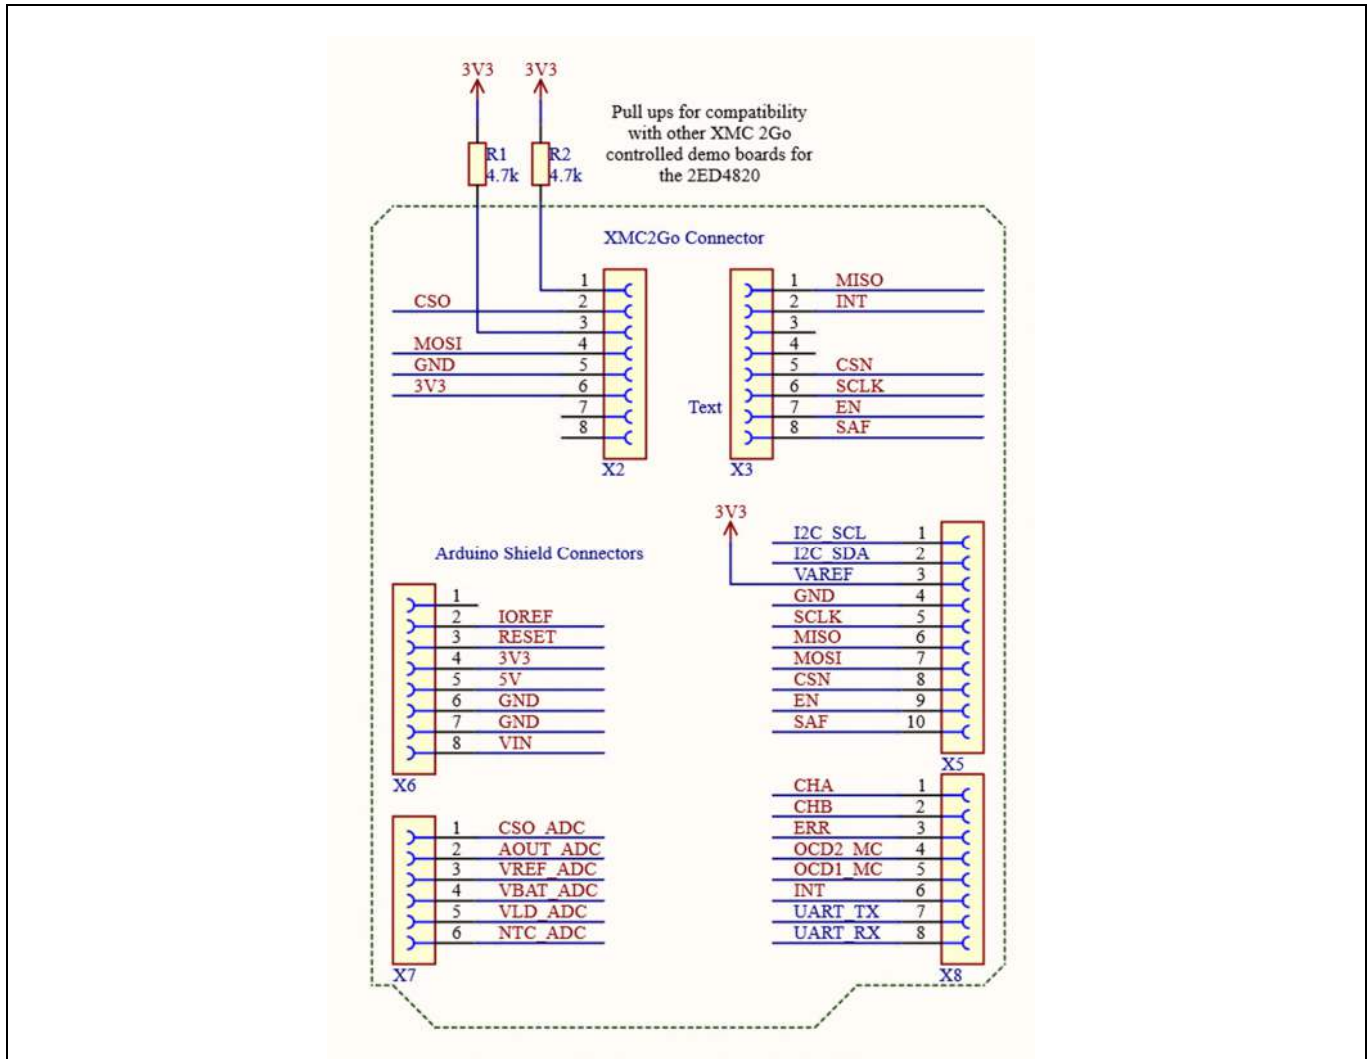 3V3 3V3
Pull ups for compatibility
with other XMC 2Go
controlled demo boards for
the 2ED4820
R1 R2
4.7k 4.7k
XMC2Go Connector
1
CSO 2
3
MOSI 4
GND 5
3V3 6
7
8
X2
1 MISO
2 INT
3
4
5 CSN
6 SCLK
Text 7 EN
8 SAF
X3
Arduino Shield Connectors
1
2 IOREF
3 RESET
4 3V3
5 5V
6 GND
7 GND
8 VIN
X6
3V3
I2C_SCL 1
I2C_SDA 2
VAREF 3
GND 4
SCLK 5
MISO 6
MOSI 7
CSN 8
EN 9
SAF 10
X5
1 CSO_ADC
2 AOUT_ADC
3 VREF_ADC
4 VBAT_ADC
5 VLD_ADC
6 NTC_ADC
X7
CHA 1
CHB 2
ERR 3
OCD2_MC 4
OCD1_MC 5
INT 6
UART_TX 7
UART_RX 8
X8